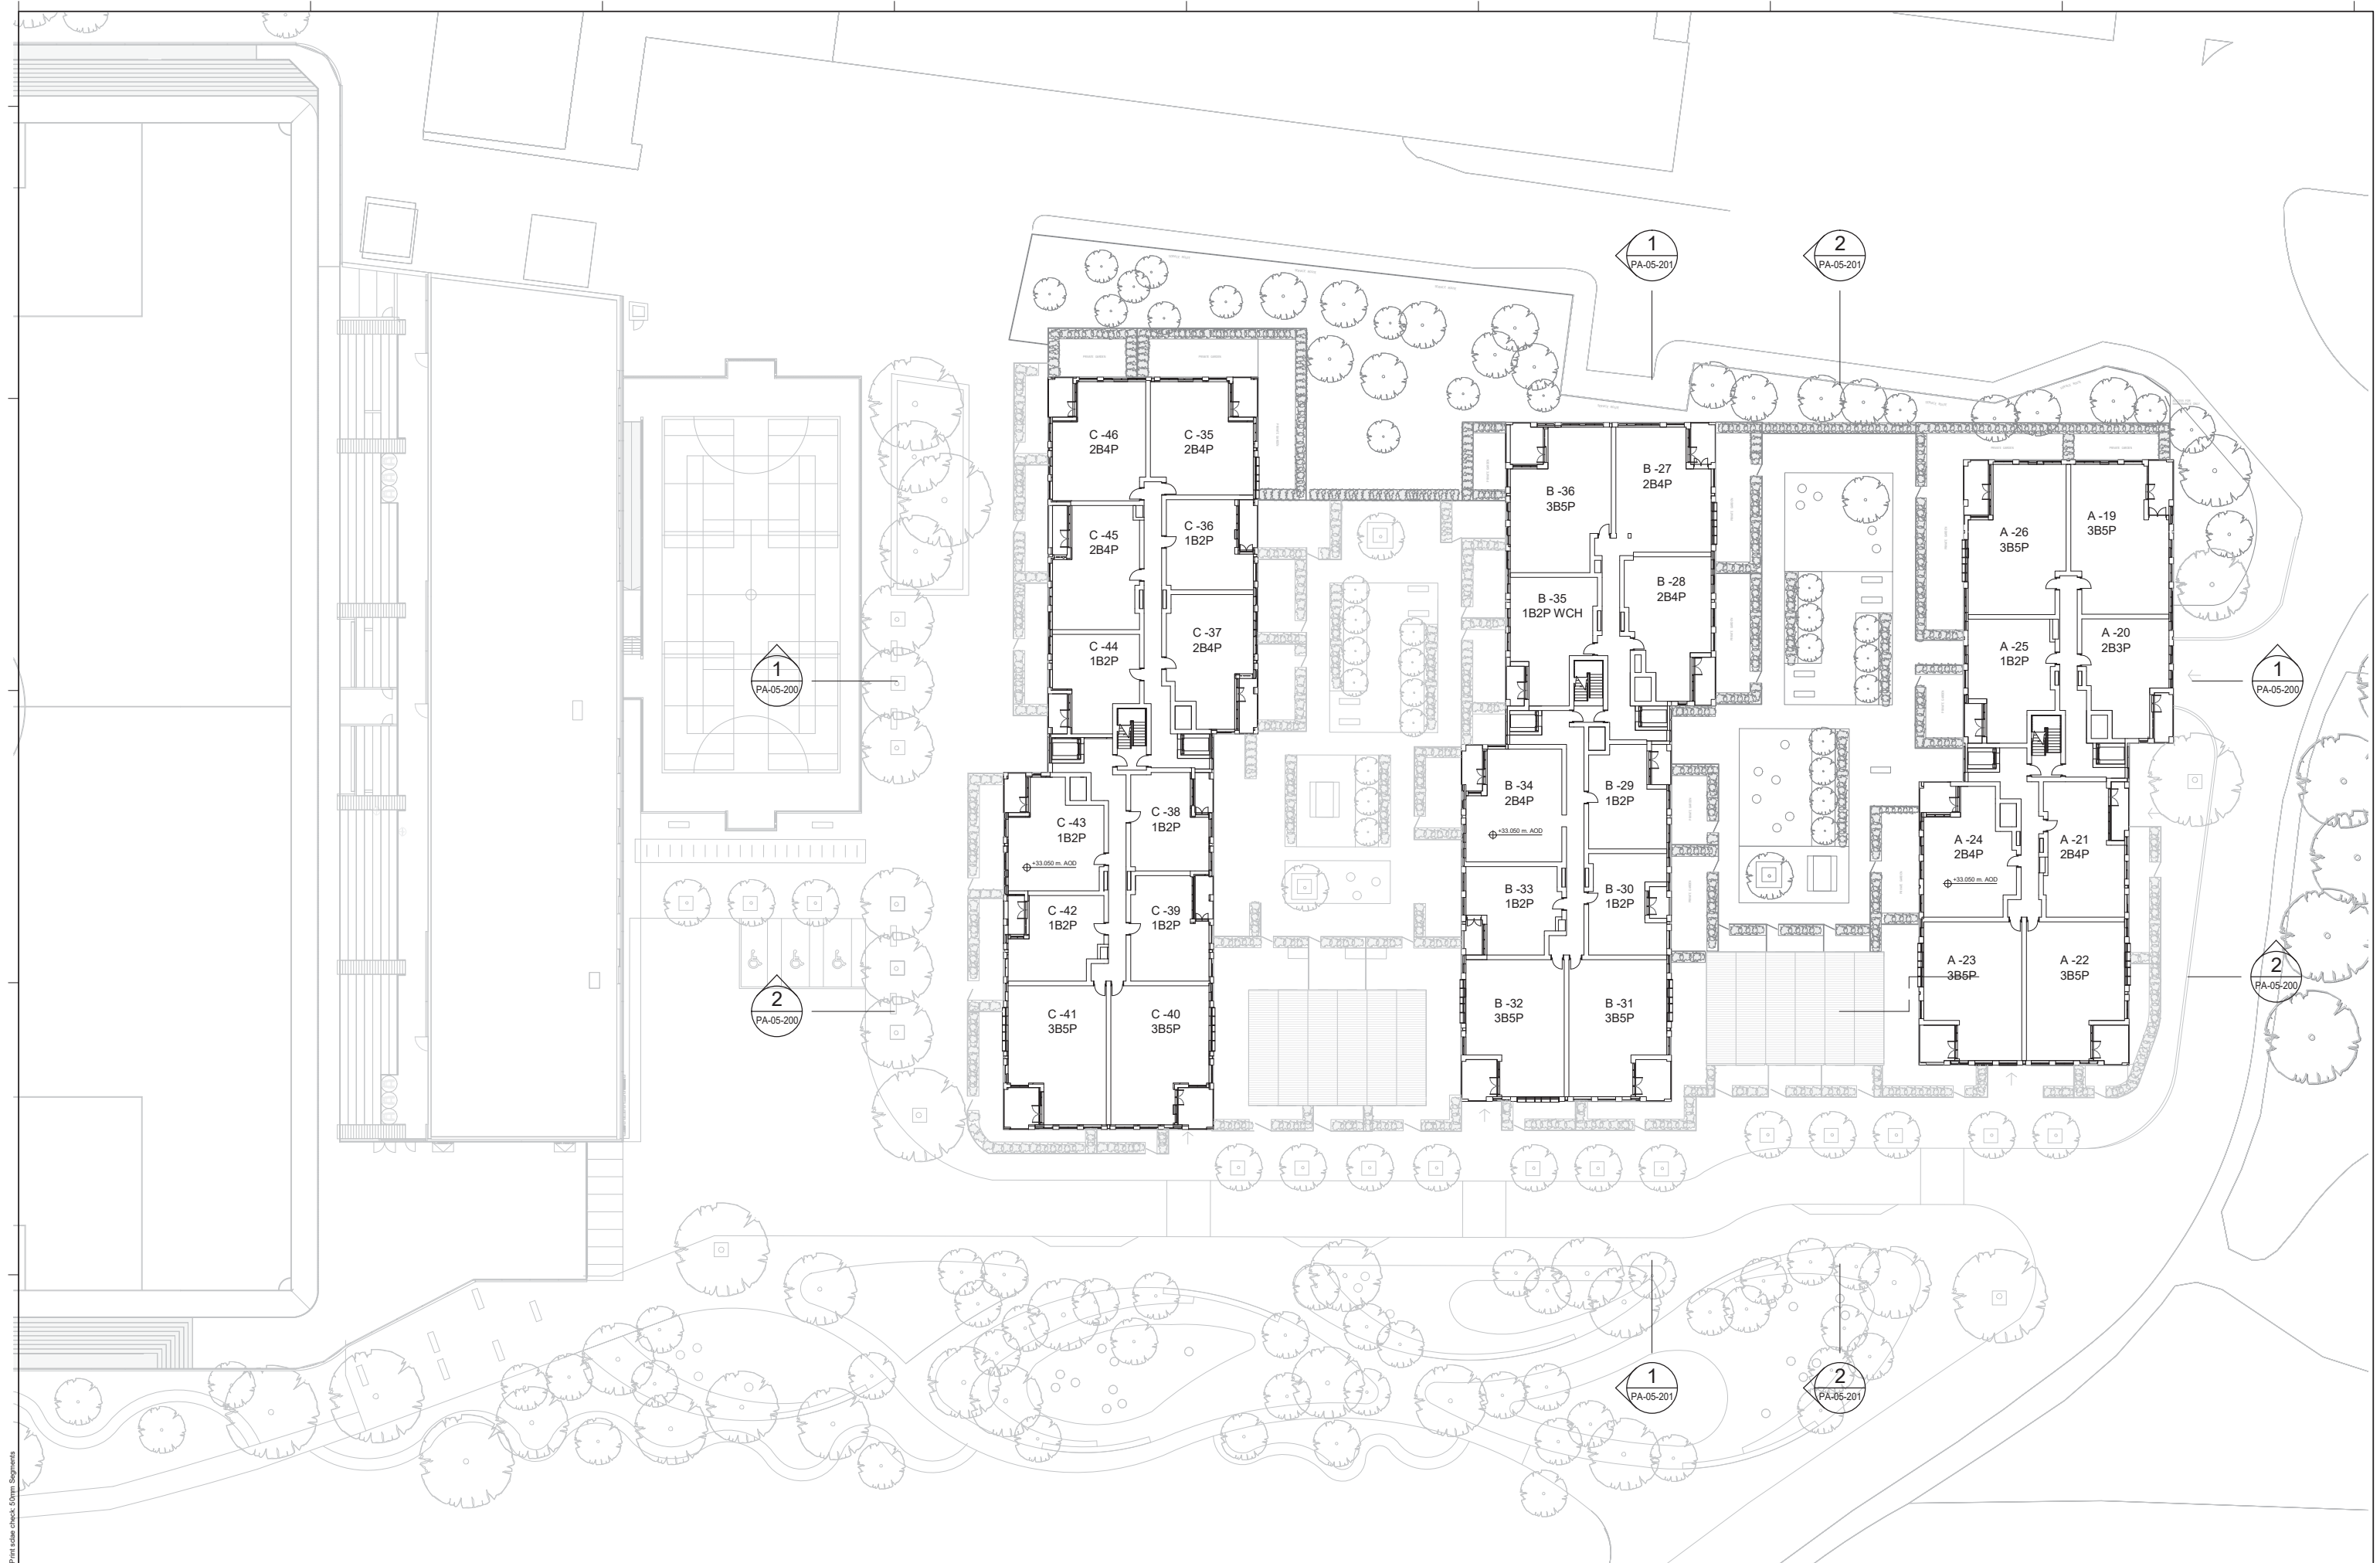 1
PA-05-201
2
PA-05-201
C -46
2B4P
C -35
2B4P
B -36
3B5P
B -27
2B4P
A -26
3B5P
A -19
3B5P
C -45
2B4P
C -36
1B2P
B -35
1B2P WCH
B -28
2B4P
C -44
1B2P
C -37
2B4P
A -25
1B2P
A -20
2B3P
1
PA-05-200
1
PA-05-200
C -43
1B2P
+33.050 m. AOD
C -38
1B2P
B -34
2B4P
+33.050 m. AOD
B -29
1B2P
A -24
2B4P
+33.050 m. AOD
A -21
2B4P
C -42
1B2P
C -39
1B2P
B -33
1B2P
B -30
1B2P
2
PA-05-200
C -41
3B5P
C -40
3B5P
B -32
3B5P
B -31
3B5P
A -23
3B5P
A -22
3B5P
2
PA-05-200
1
PA-05-201
2
PA-05-201
Print sdae check: 50mm Segments